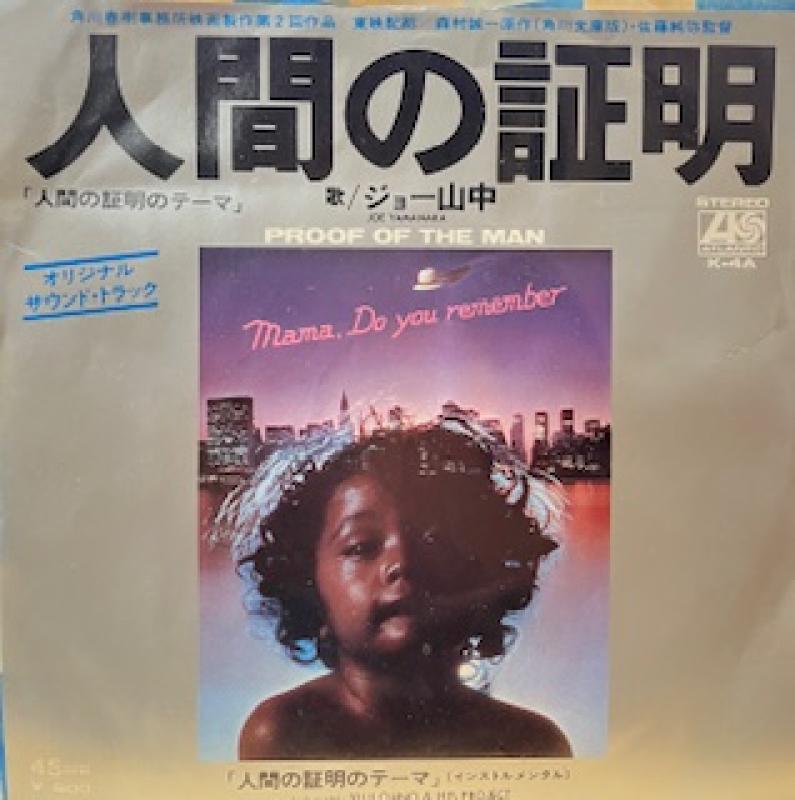 角川春樹事務所映画製作第2回作品／東映配給／森村誠一原作(角川文庫版)・佐藤純弥監督
人間の証明
「人間の証明のテーマ」 歌/ジョー山中
JOE YAMANAKA
PROOF OF THE MAN
STEREO
ATLANTIC
K-4A
オリジナル
サウンド・トラック
Mama, Do you remember
45
「人間の証明のテーマ」(インストルメンタル)
YUJI OHNO & HIS PROJECT